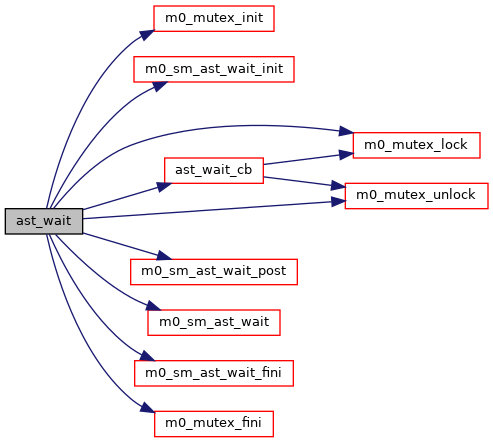 m0_mutex_init
m0_sm_ast_wait_init
m0_mutex_lock
ast_wait_cb
m0_mutex_unlock
ast_wait
m0_sm_ast_wait_post
m0_sm_ast_wait
m0_sm_ast_wait_fini
m0_mutex_fini